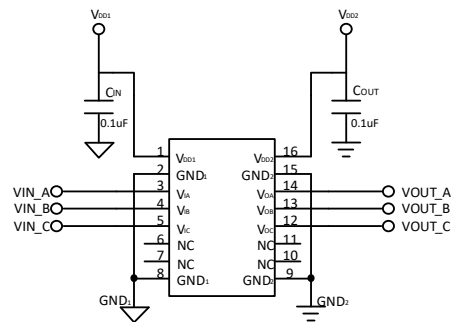 VDD1
VDD2
CIN
COUT
0.1uF
0.1uF
1 VDD1 VDD2 16
2 GND1 GND2 15
VIN_A 3 VIA VOA 14 VOUT_A
VIN_B 4 VIB VOB 13 VOUT_B
VIN_C 5 VIC VOC 12 VOUT_C
6 NC NC 11
7 NC NC 10
8 GND1 GND2 9
GND1
GND2